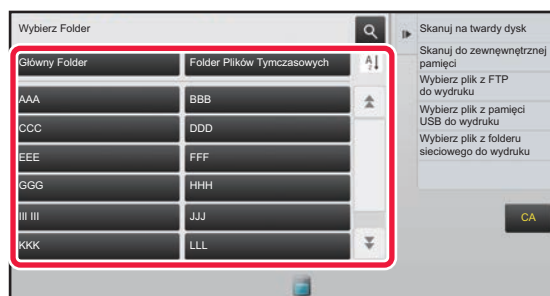 Wybierz Folder
Główny Folder
Folder Plików Tymczasowych
AAA
BBB
CCC
DDD
EEE
FFF
GGG
HHH
III III
JJJ
KKK
LLL
Skanuj na twardy dysk
Skanuj do zewnęwnętrznej
pamięci
Wybierz plik z FTP
do wydruku
Wybierz plik z pamięci
USB do wydruku
Wybierz plik z folderu
sieciowego do wydruku
CA